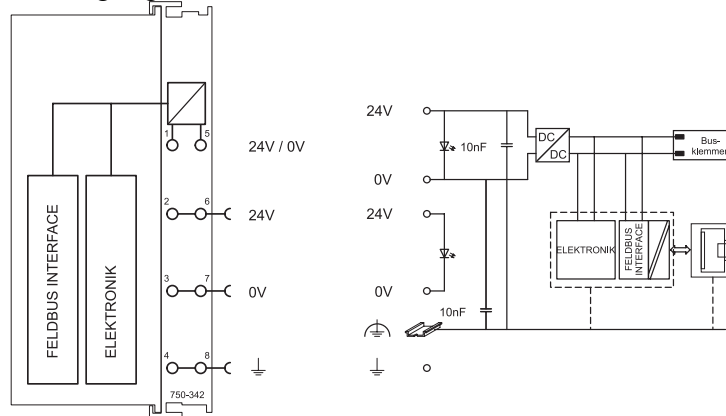 1
5
24V / 0V
2
6
24V
3
7
0V
4
8
750-342
FELDBUS INTERFACE
ELEKTRONIK
24V
10nF
0V
24V
0V
10nF
DC
DC
Bus-
klemmen
ELEKTRONIK
FELDBUS
INTERFACE